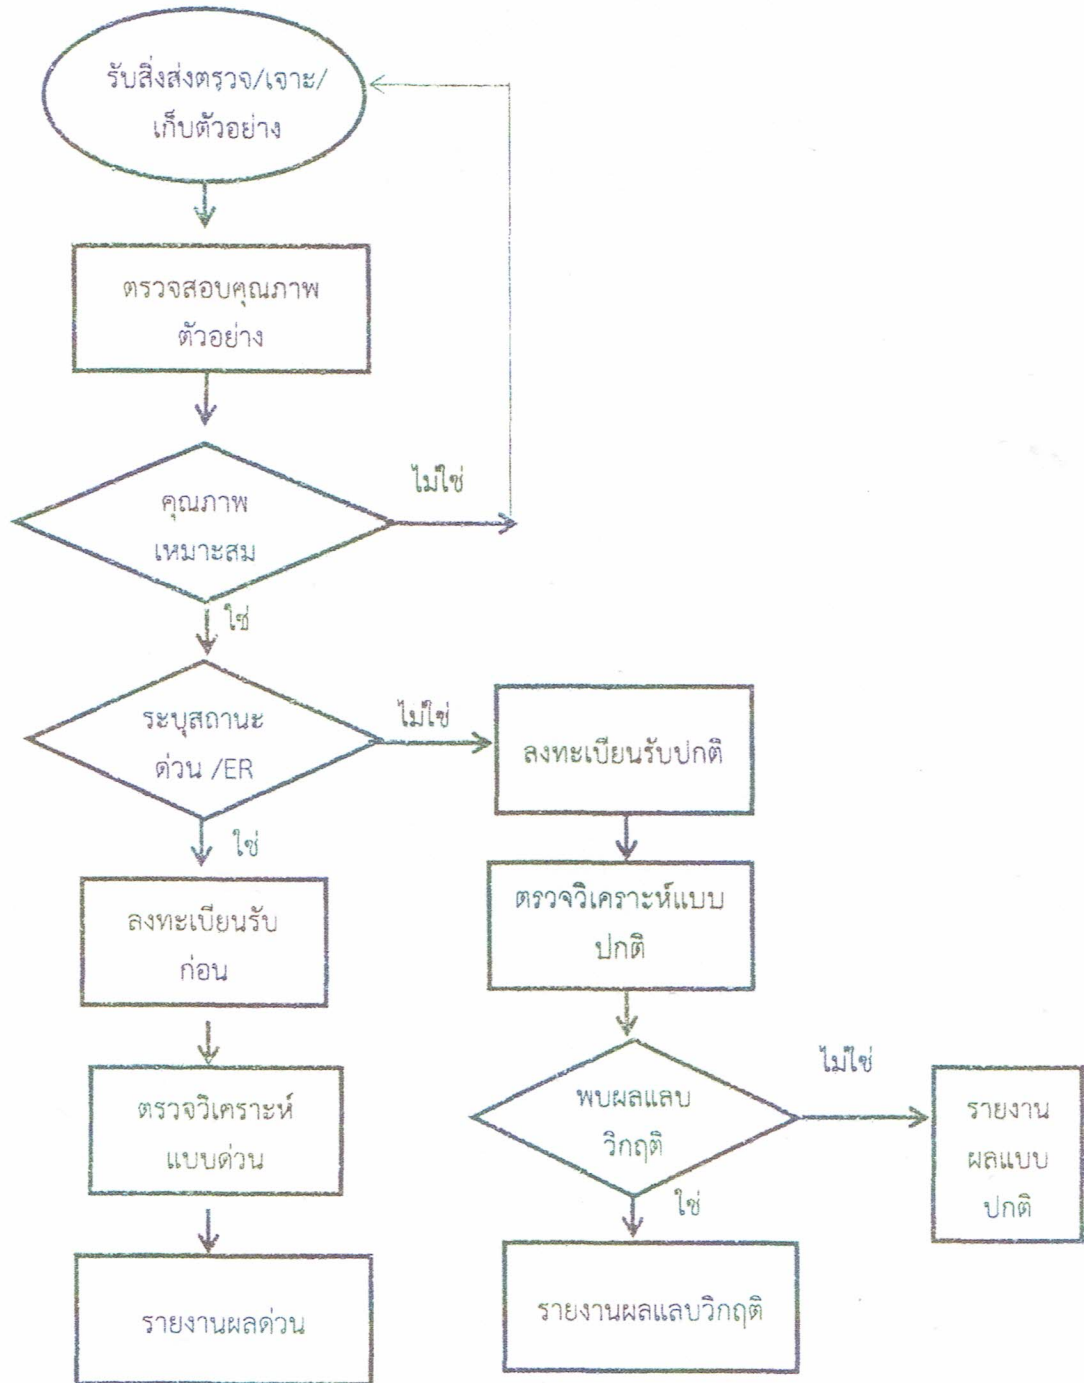 รับสิ่งส่งตรวจ/เจาะ/
เก็บตัวอย่าง
ตรวจสอบคุณภาพ
ตัวอย่าง
คุณภาพ
เหมาะสม
ไม่ใช่
ใช่
ระบุสถานะ
ด่วน /ER
ไม่ใช่
ลงทะเบียนรับปกติ
ใช่
ลงทะเบียนรับ
ก่อน
ตรวจวิเคราะห์แบบ
ปกติ
ตรวจวิเคราะห์
แบบด่วน
พบผลแลบ
วิกฤติ
ไม่ใช่
รายงาน
ผลแบบ
ปกติ
ใช่
รายงานผลด่วน
รายงานผลแลบวิกฤติ